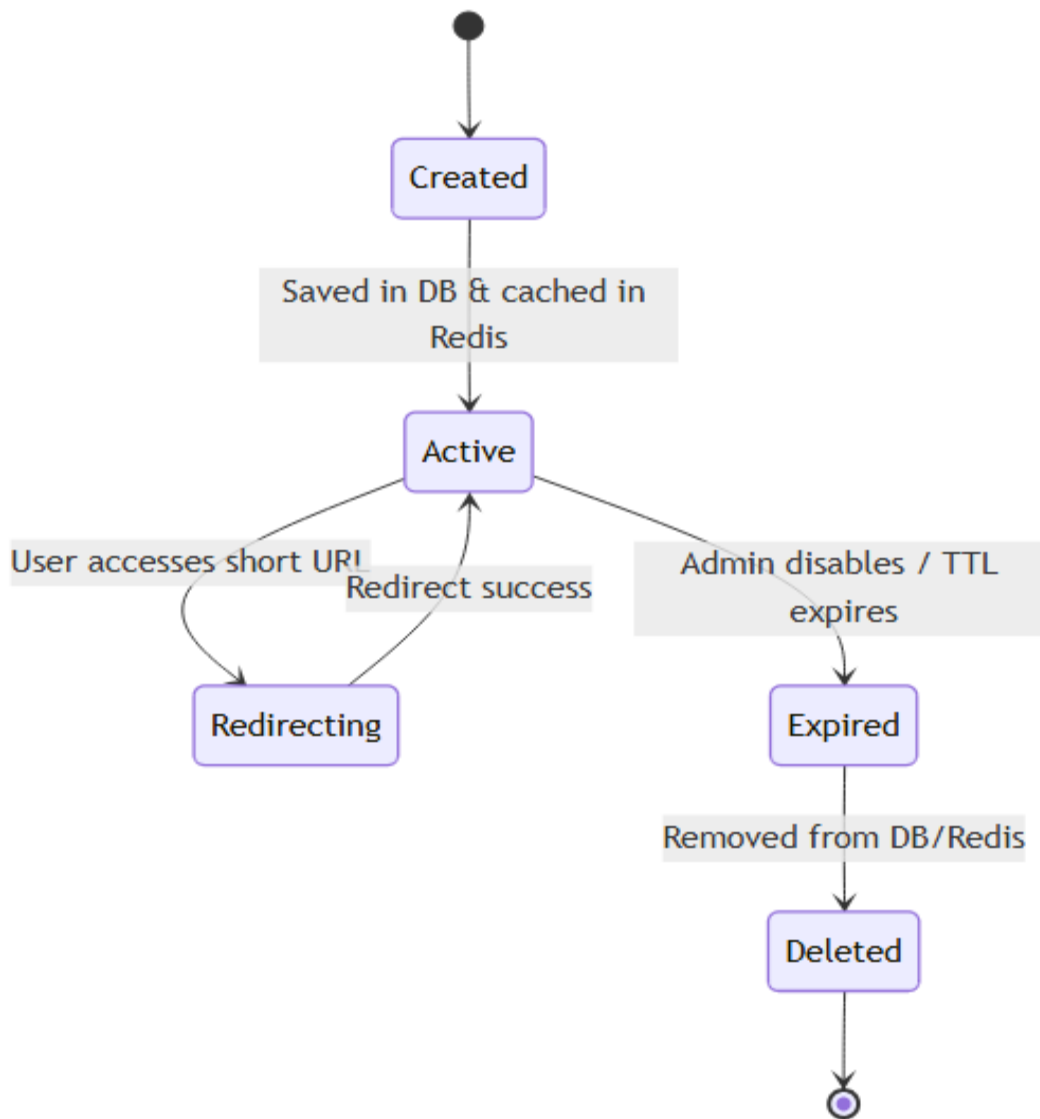 Created
Saved in DB & cached in
Redis
Active
User accesses short URL
Redirect success
Admin disables / TTL
expires
Redirecting
Expired
Removed from DB/Redis
Deleted